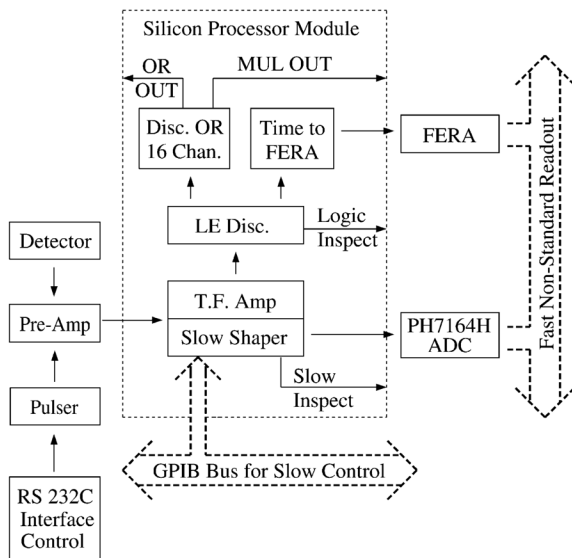 Silicon Processor Module
OR
OUT
MUL OUT
Disc. OR
16 Chan.
Time to
FERA
FERA
LE Disc.
Logic
Inspect
Detector
T.F. Amp
Pre-Amp
Slow Shaper
PH7164H
ADC
Slow
Inspect
Pulser
GPIB Bus for Slow Control
RS 232C
Interface
Control
Fast Non-Standard Readout